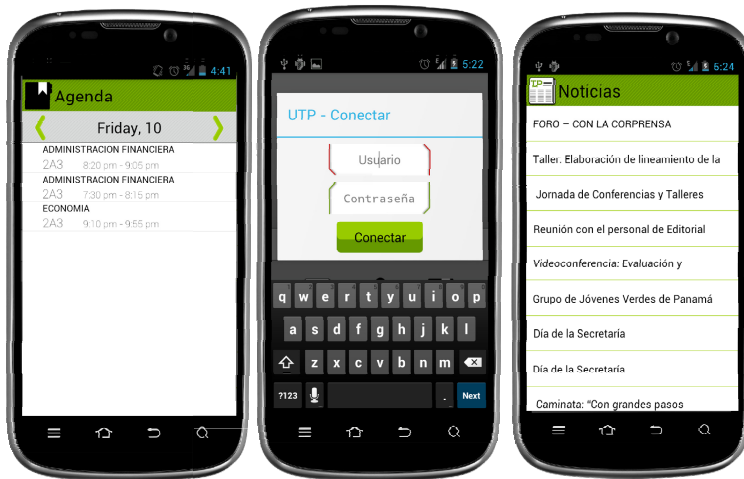 3G
4:41
Agenda
Friday, 10
ADMINISTRACION FINANCIERA
2A3 8:20 pm - 9:05 pm
ADMINISTRACION FINANCIERA
2A3 7:30 pm - 8:15 pm
ECONOMIA
2A3 9:10 pm - 9:55 pm
E
5:22
UTP - Conectar
Usuario
Contraseña
Conectar
q w e r t y u i o p
a s d f g h j k l
z x c v b n m
?123 . Next
E
5:24
TP
Noticias
FORO – CON LA CORPRENSA
Taller. Elaboración de lineamiento de la
Jornada de Conferencias y Talleres
Reunión con el personal de Editorial
Videoconferencia: Evaluación y
Grupo de Jóvenes Verdes de Panamá
Día de la Secretaría
Día de la Secretaría
Caminata: "Con grandes pasos